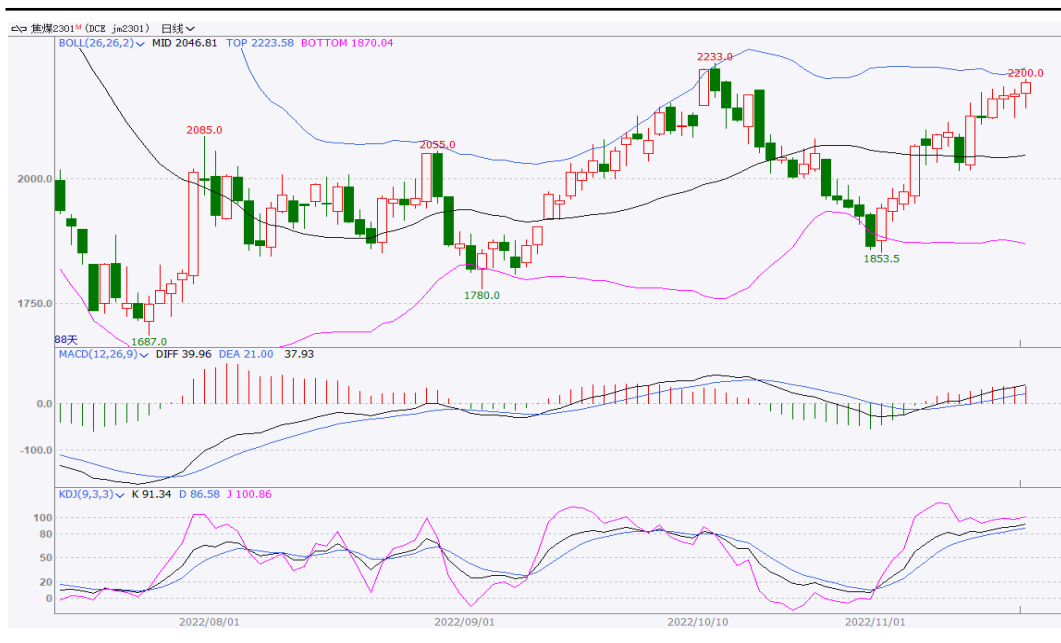 焦煤2301M (DCE jm2301) 日线
BOLL(26,26,2) MID 2046.81 TOP 2223.58 BOTTOM 1870.04
2233.0
2200.0
2085.0
2055.0
2000.0
1853.5
1780.0
1750.0
88天
1687.0
MACD(12,26,9) DIFF 39.96 DEA 21.00 37.93
0.0
-100.0
KDJ(9,3,3) K 91.34 D 86.58 J 100.86
100
80
50
20
0
2022/08/01 2022/09/01 2022/10/10 2022/11/01